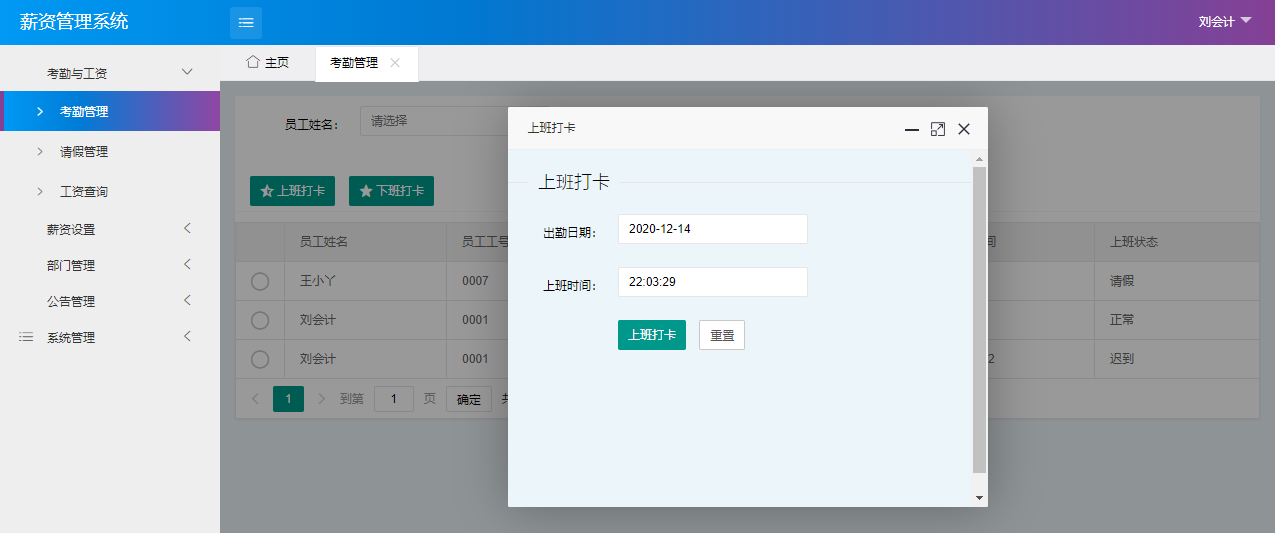 薪资管理系统
刘会计
主页
考勤管理
考勤与工资
考勤管理
请假管理
工资查询
薪资设置
部门管理
公告管理
系统管理
员工姓名：
请选择
上班打卡
下班打卡
员工姓名
员工工号
间
上班状态
王小丫
0007
请假
刘会计
0001
正常
刘会计
0001
2
迟到
1
到第
1
页
确定
上班打卡
上班打卡
出勤日期：
2020-12-14
上班时间：
22:03:29
上班打卡
重置